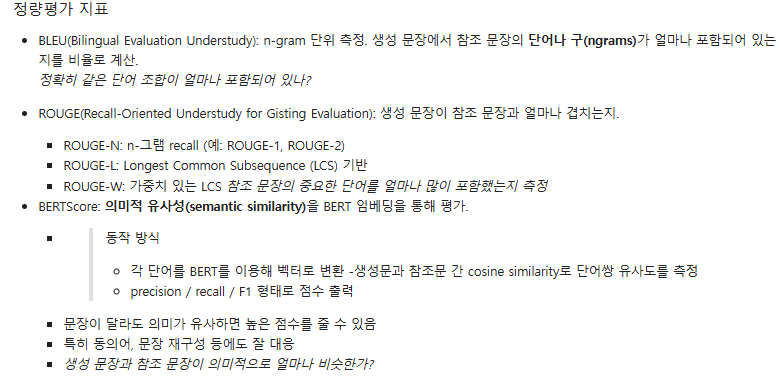 정량평가 지표
BLEU(Bilingual Evaluation Understudy): n-gram 단위 측정. 생성 문장에서 참조 문장의 단어나 구(ngrams)가 얼마나 포함되어 있는
지를 비율로 계산.
정확히 같은 단어 조합이 얼마나 포함되어 있나?
ROUGE(Recall-Oriented Understudy for Gisting Evaluation): 생성 문장이 참조 문장과 얼마나 겹치는지.
ROUGE-N: n-그램 recall (예: ROUGE-1, ROUGE-2)
ROUGE-L: Longest Common Subsequence (LCS) 기반
ROUGE-W: 가중치 있는 LCS 참조 문장의 중요한 단어를 얼마나 많이 포함했는지 측정
BERTScore: 의미적 유사성(semantic similarity)을 BERT 임베딩을 통해 평가.
동작 방식
각 단어를 BERT를 이용해 벡터로 변환 -생성문과 참조문 간 cosine similarity로 단어쌍 유사도를 측정
precision / recall / F1 형태로 점수 출력
문장이 달라도 의미가 유사하면 높은 점수를 줄 수 있음
특히 동의어, 문장 재구성 등에도 잘 대응
생성 문장과 참조 문장이 의미적으로 얼마나 비슷한가?